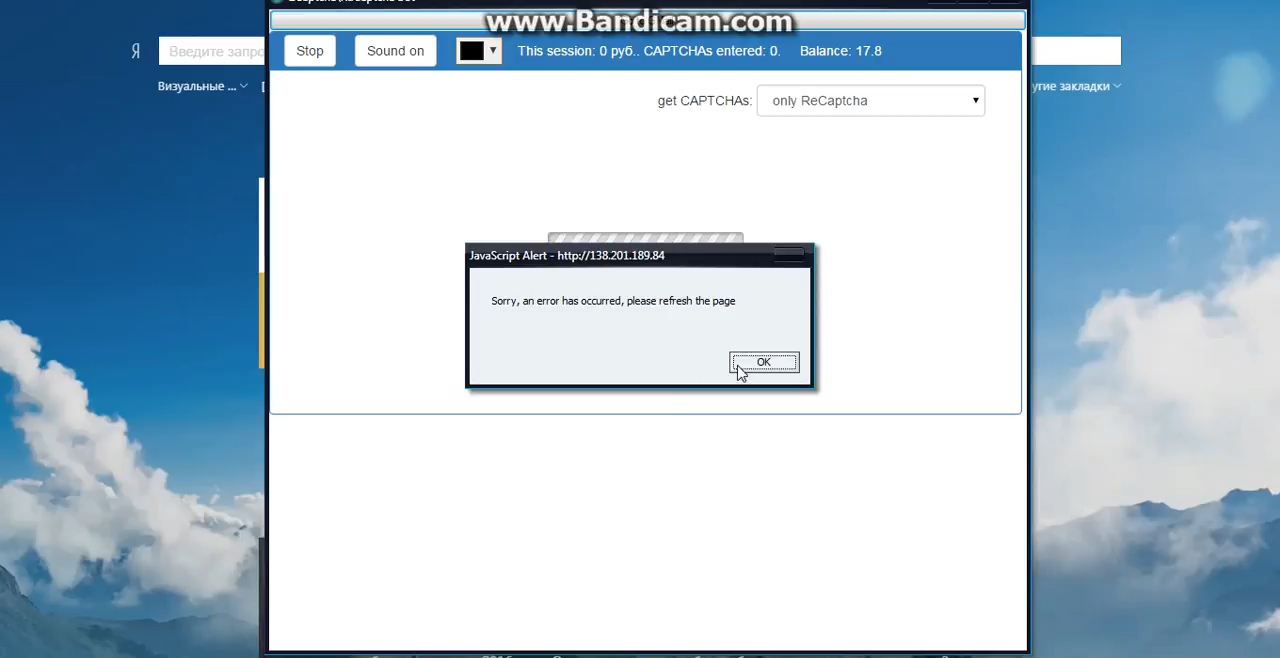 www.Bandicam.com
Я Введите запро
Stop Sound on This session: 0 руб.. CAPTCHAs entered: 0. Balance: 17.8
Визуальные ...
угие закладки
get CAPTCHAs: only ReCaptcha
JavaScript Alert - http://138.201.189.84
Sorry, an error has occurred, please refresh the page
OK